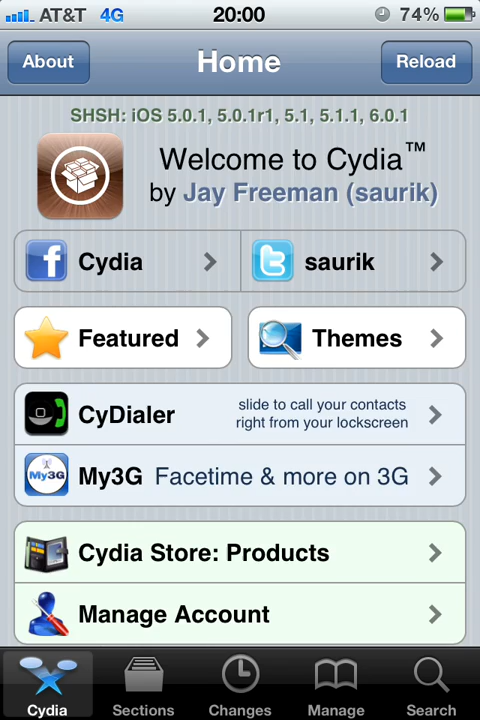 AT&T 4G 20:00 74%
About Home Reload
SHSH: iOS 5.0.1, 5.0.1r1, 5.1, 5.1.1, 6.0.1
Welcome to Cydia™
by Jay Freeman (saurik)
f Cydia t saurik
Featured Themes
CyDialer slide to call your contacts
right from your lockscreen
My3G My3G Facetime & more on 3G
Cydia Store: Products
Manage Account
Cydia Sections Changes Manage Search